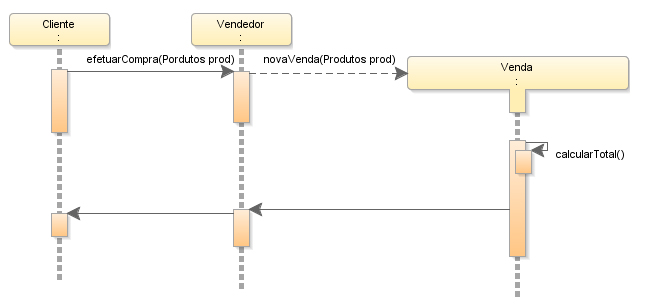 Cliente
:
Vendedor
:
efetuarCompra(Pordutos prod)
novaVenda(Produtos prod)
Venda
:
calcularTotal()